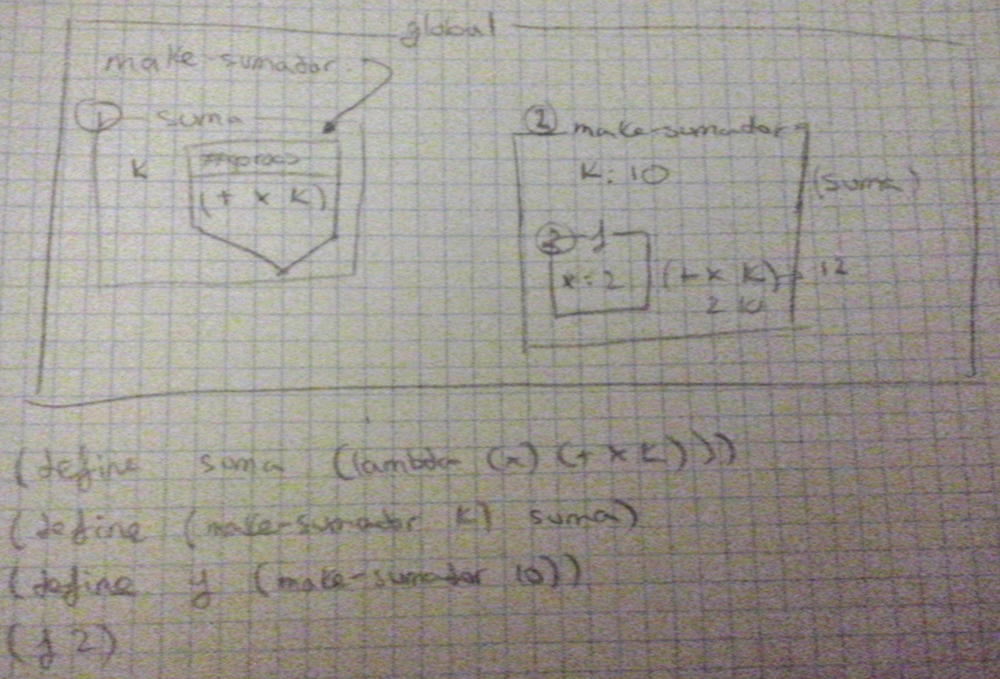 global
make-sumador
① suma
K
(+ x K)
② make-sumador
K: 10
(suma)
③ f
x: 2
(+ x K) 12
2 10
(define suma (lambda (x) (+ x K)))
(define (make-sumador K) suma)
(define f (make-sumador 10))
(f 2)